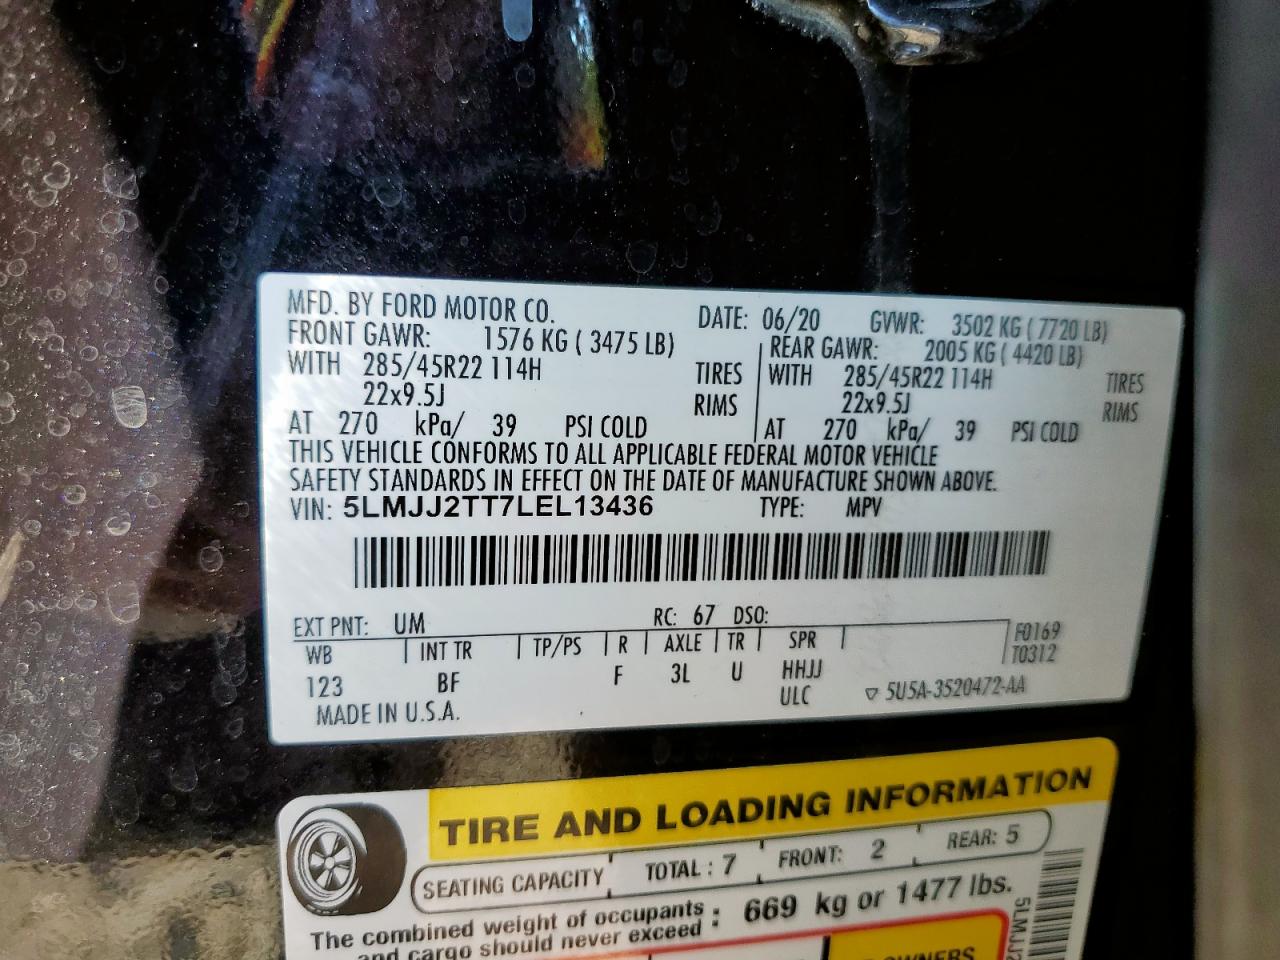 MFD. BY FORD MOTOR CO. DATE: 06/20 GVWR: 3502 KG ( 7720 LB)
FRONT GAWR: 1576 KG ( 3475 LB) REAR GAWR: 2005 KG ( 4420 LB)
WITH 285/45R22 114H TIRES WITH 285/45R22 114H TIRES
22x9.5J RIMS 22x9.5J RIMS
AT 270 kPa/ 39 PSI COLD AT 270 kPa/ 39 PSI COLD
THIS VEHICLE CONFORMS TO ALL APPLICABLE FEDERAL MOTOR VEHICLE
SAFETY STANDARDS IN EFFECT ON THE DATE OF MANUFACTURE SHOWN ABOVE.
VIN: 5LMJJ2TT7LEL13436 TYPE: MPV
EXT PNT: UM RC: 67 DSO:
WB INT TR TP/PS R AXLE TR SPR F0169
T0312
123 BF F 3L U HHJJ
ULC ▽ 5U5A-3520472-AA
MADE IN U.S.A.
TIRE AND LOADING INFORMATION
SEATING CAPACITY TOTAL : 7 FRONT: 2 REAR: 5
The combined weight of occupants : 669 kg or 1477 lbs.
and cargo should never exceed :
OWNERS
5LMJJ2